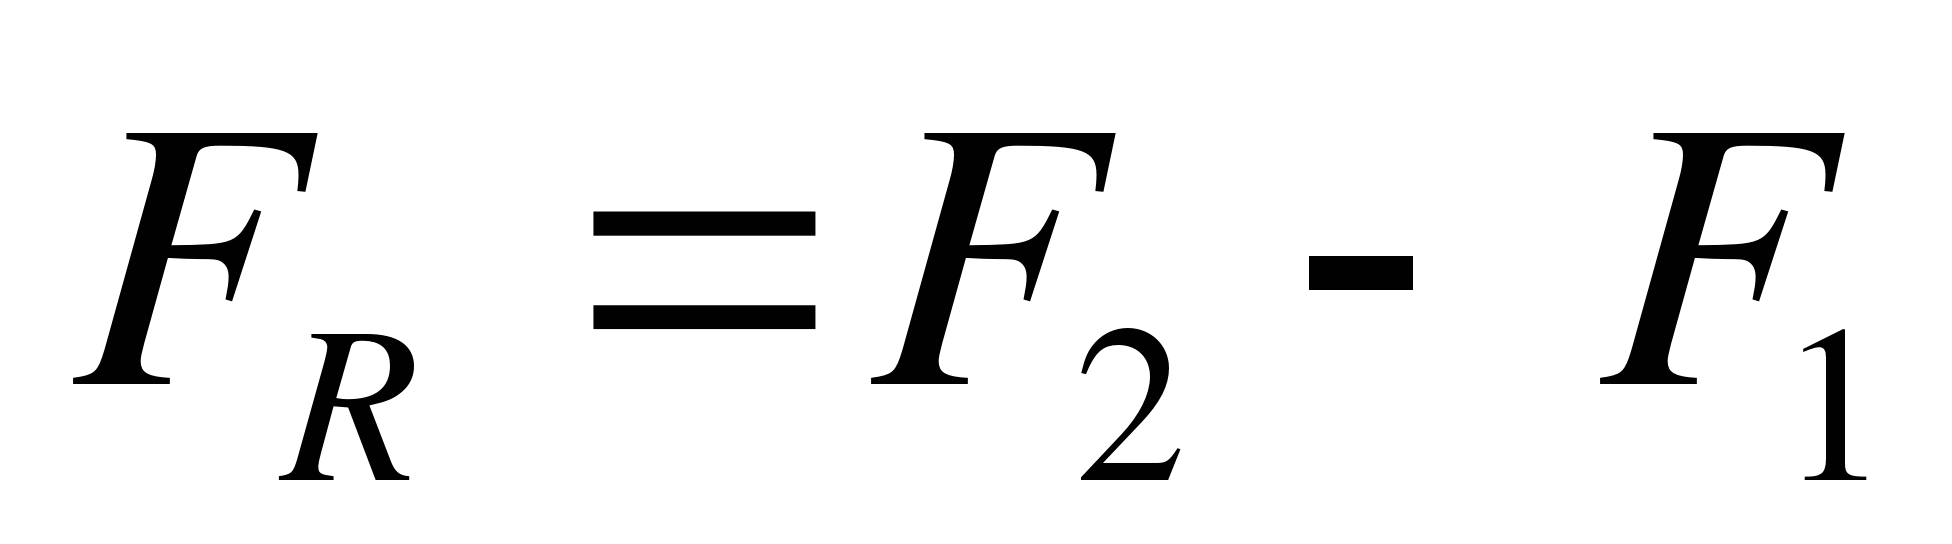 F_R = F_2 - F_1